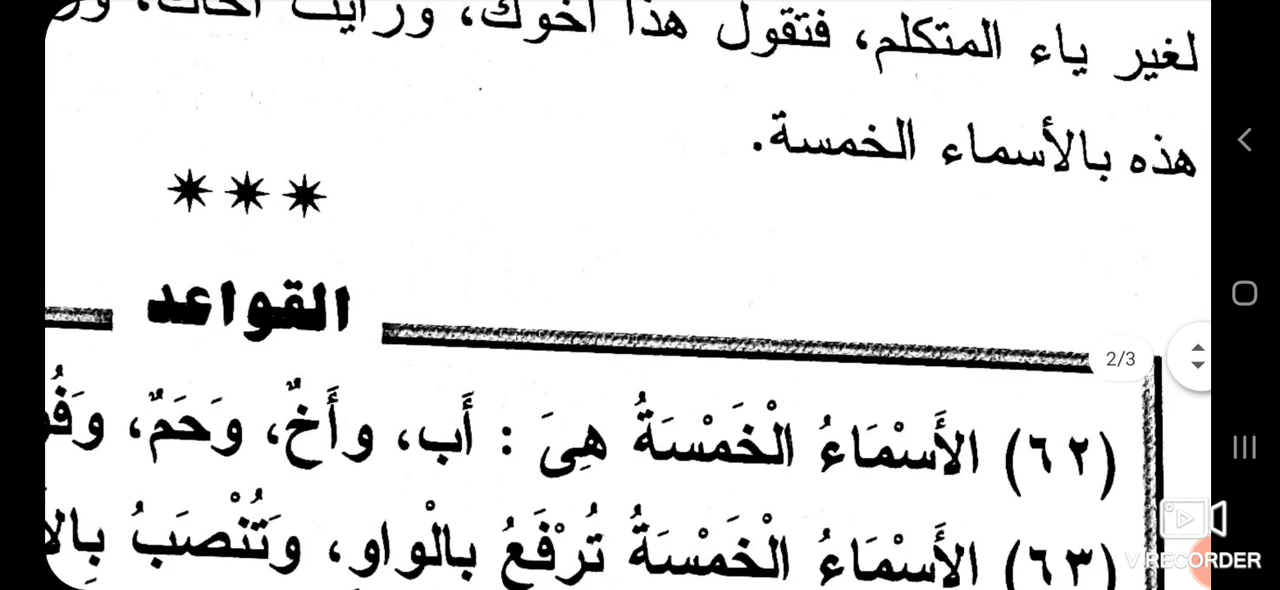 لغير ياء المتكلم، فتقول هذا أخوك، ورأيت أخاك،
هذه بالأسماء الخمسة.
***
القواعد
2/3
(٦٢) الأَسْمَاءُ الْخَمْسَةُ هِىَ : أَب، وأَخٌ، وَحَمٌ،
(٦٣) الأَسْمَاءُ الْخَمْسَةُ تُرْفَعُ بالْواوِ، وَتُنْصَبُ
V RECORDER